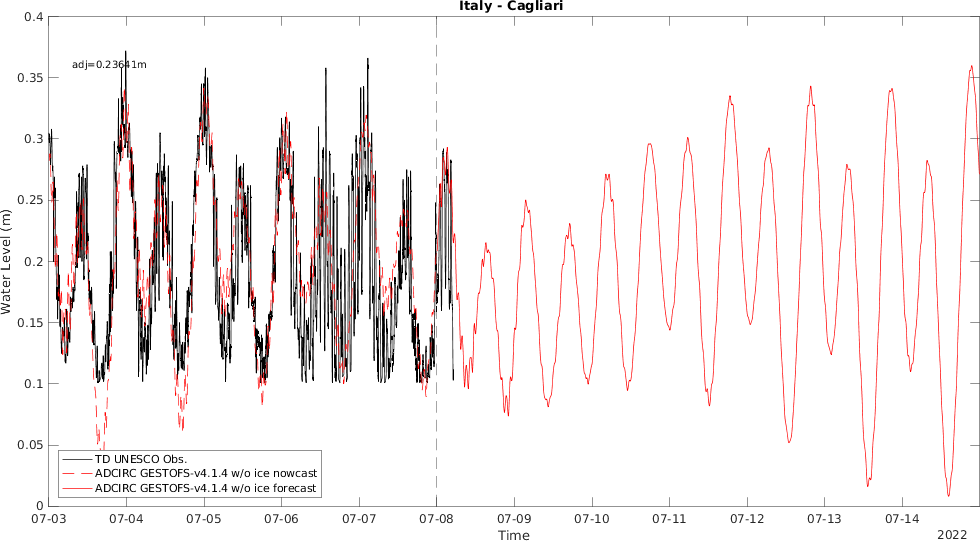 Italy - Cagliari
adj=0.23641m
0.4
0.35
0.3
0.25
0.2
0.15
0.1
0.05
0
Water Level (m)
TD UNESCO Obs.
ADCIRC GESTOFS-v4.1.4 w/o ice nowcast
ADCIRC GESTOFS-v4.1.4 w/o ice forecast
07-03 07-04 07-05 07-06 07-07 07-08 07-09 07-10 07-11 07-12 07-13 07-14
Time
2022